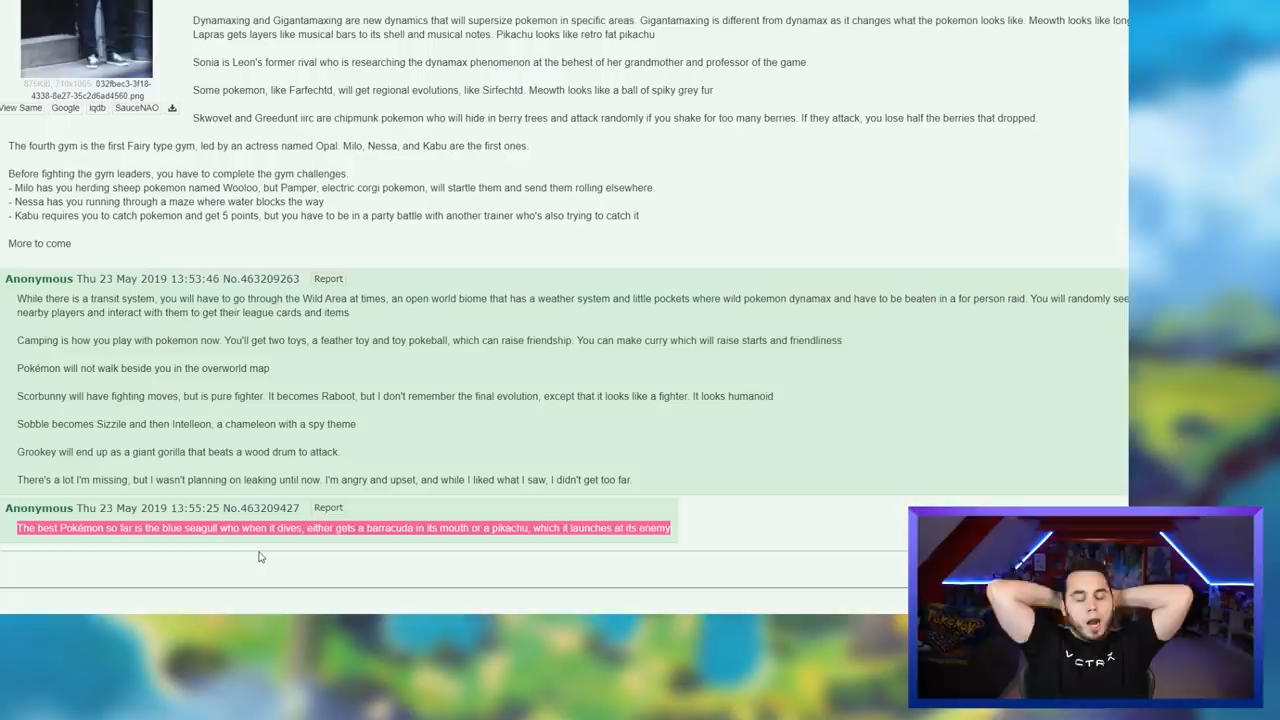 Dynamaxing and Gigantamaxing are new dynamics that will supersize pokemon in specific areas. Gigantamaxing is different from dynamax as it changes what the pokemon looks like. Meowth looks like long
Lapras gets layers like musical bars to its shell and musical notes. Pikachu looks like retro fat pikachu
Sonia is Leon's former rival who is researching the dynamax phenomenon at the behest of her grandmother and professor of the game.
875KiB, 710x1065, 032fbec3-3f18-
4338-8e27-35c2d6ad4560.png
Some pokemon, like Farfechtd, will get regional evolutions, like Sirfechtd. Meowth looks like a ball of spiky grey fur
View Same Google iqdb SauceNAO
Skwovet and Greedunt iirc are chipmunk pokemon who will hide in berry trees and attack randomly if you shake for too many berries. If they attack, you lose half the berries that dropped.
The fourth gym is the first Fairy type gym, led by an actress named Opal. Milo, Nessa, and Kabu are the first ones.
Before fighting the gym leaders, you have to complete the gym challenges.
- Milo has you herding sheep pokemon named Wooloo, but Pamper, electric corgi pokemon, will startle them and send them rolling elsewhere.
- Nessa has you running through a maze where water blocks the way
- Kabu requires you to catch pokemon and get 5 points, but you have to be in a party battle with another trainer who's also trying to catch it
More to come
Anonymous Thu 23 May 2019 13:53:46 No.463209263 Report
While there is a transit system, you will have to go through the Wild Area at times, an open world biome that has a weather system and little pockets where wild pokemon dynamax and have to be beaten in a for person raid. You will randomly see
nearby players and interact with them to get their league cards and items
Camping is how you play with pokemon now. You'll get two toys, a feather toy and toy pokeball, which can raise friendship. You can make curry which will raise starts and friendliness
Pokémon will not walk beside you in the overworld map
Scorbunny will have fighting moves, but is pure fighter. It becomes Raboot, but I don't remember the final evolution, except that it looks like a fighter. It looks humanoid
Sobble becomes Sizzile and then Intelleon, a chameleon with a spy theme
Grookey will end up as a giant gorilla that beats a wood drum to attack.
There's a lot I'm missing, but I wasn't planning on leaking until now. I'm angry and upset, and while I liked what I saw, I didn't get too far.
Anonymous Thu 23 May 2019 13:55:25 No.463209427 Report
The best Pokémon so far is the blue seagull who when it dives, either gets a barracuda in its mouth or a pikachu, which it launches at its enemy
POKÉMON